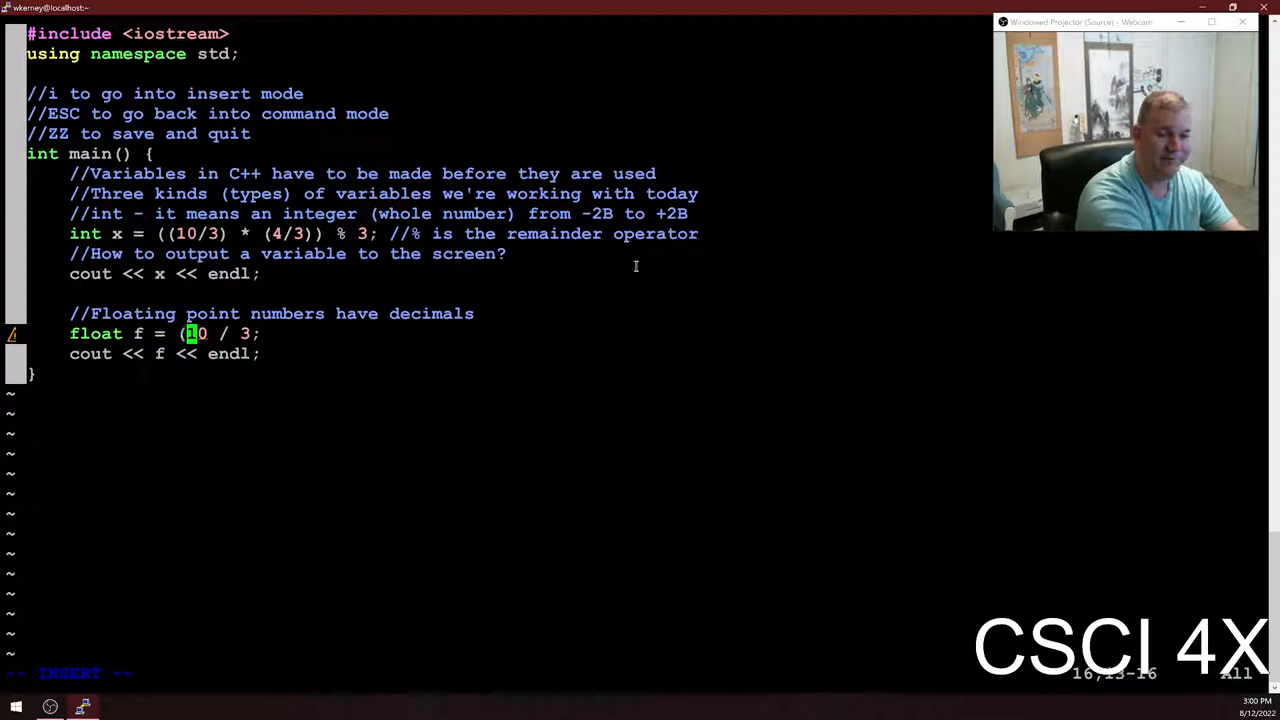 wkerney@localhost:~
#include <iostream>
using namespace std;
//i to go into insert mode
//ESC to go back into command mode
//ZZ to save and quit
int main() {
//Variables in C++ have to be made before they are used
//Three kinds (types) of variables we're working with today
//int - it means an integer (whole number) from -2B to +2B
int x = ((10/3) * (4/3)) % 3; //% is the remainder operator
//How to output a variable to the screen?
cout << x << endl;
//Floating point numbers have decimals
float f = (10 / 3;
cout << f << endl;
}
~
~
~
~
~
~
~
~
~
~
~
~
~
~
-- INSERT --
16,13-16
All
Windowed Projector (Source) - Webcam
CSCI 4X
3:00 PM
8/12/2022